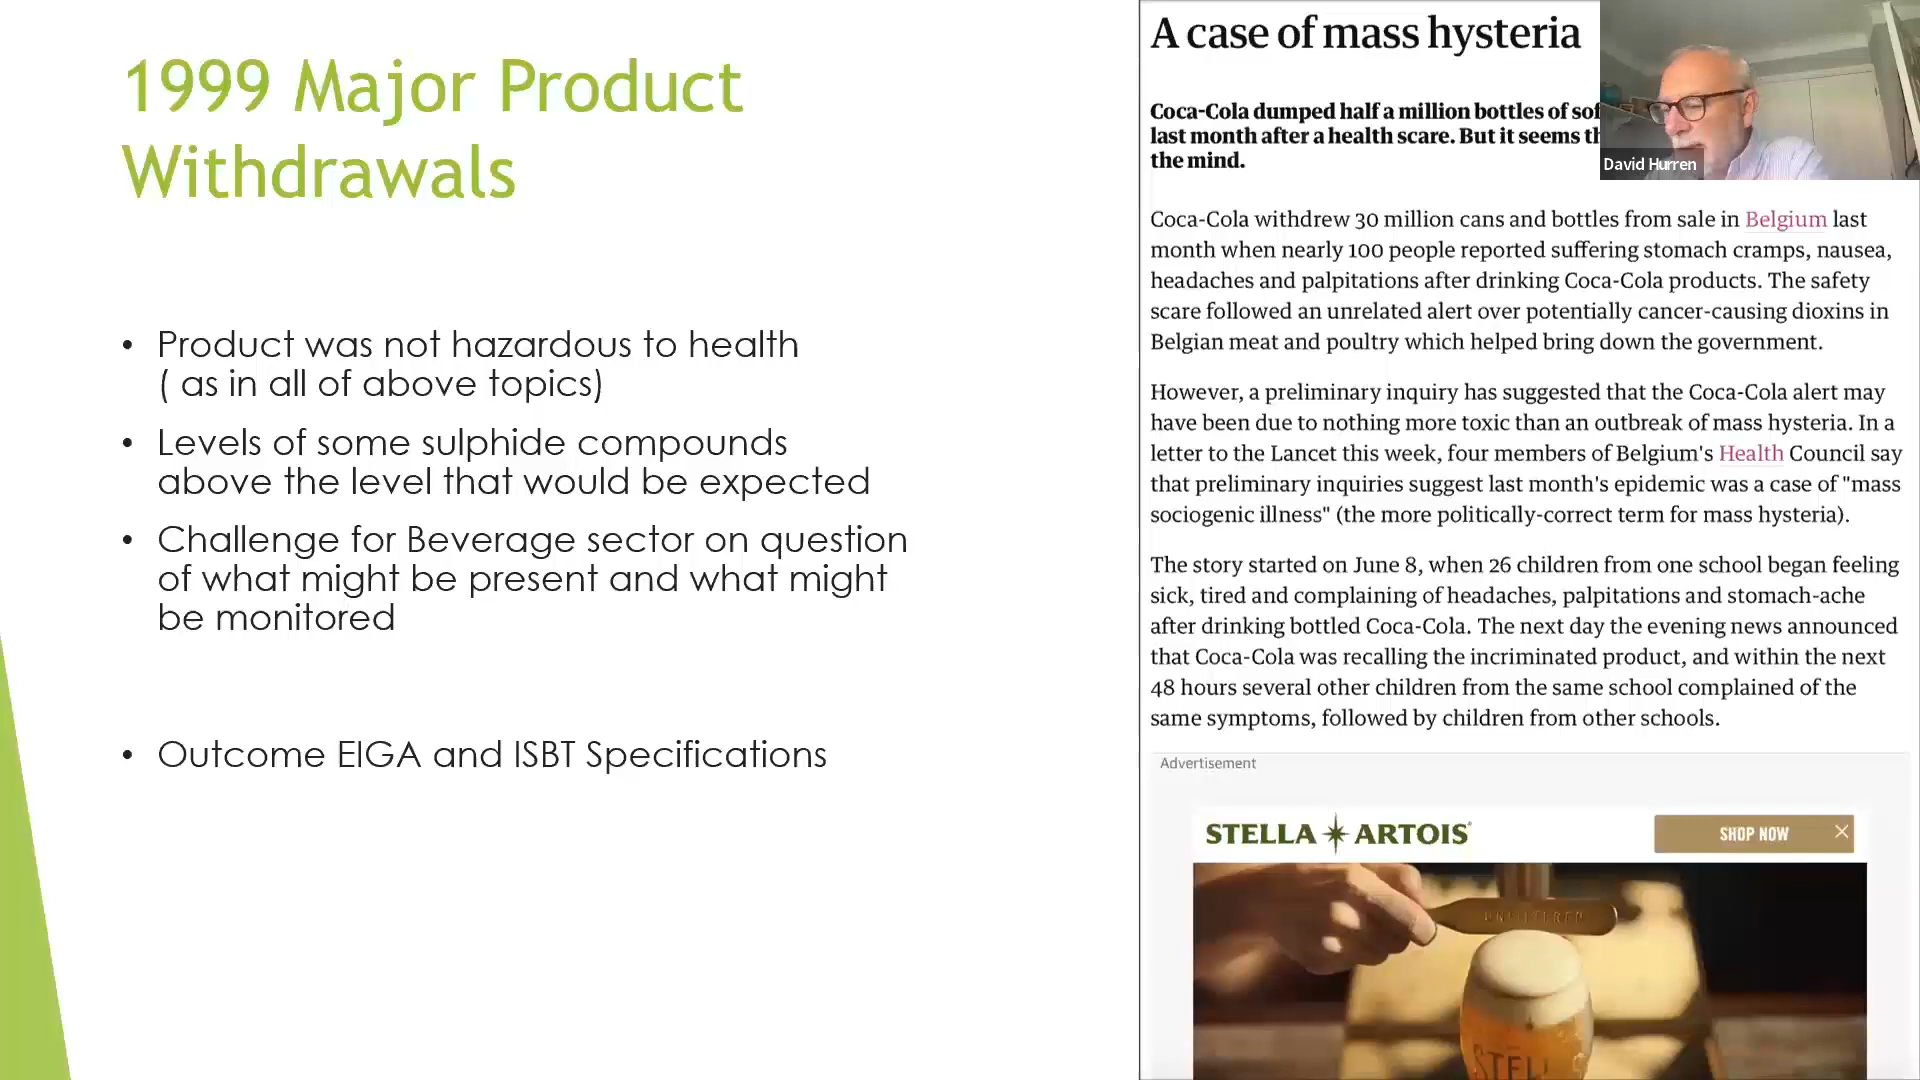 1999 Major Product
Withdrawals
• Product was not hazardous to health
( as in all of above topics)
• Levels of some sulphide compounds
above the level that would be expected
• Challenge for Beverage sector on question
of what might be present and what might
be monitored
• Outcome EIGA and ISBT Specifications
A case of mass hysteria
Coca-Cola dumped half a million bottles of
last month after a health scare. But it seems
the mind.
David Hurren
Coca-Cola withdrew 30 million cans and bottles from sale in Belgium last
month when nearly 100 people reported suffering stomach cramps, nausea,
headaches and palpitations after drinking Coca-Cola products. The safety
scare followed an unrelated alert over potentially cancer-causing dioxins in
Belgian meat and poultry which helped bring down the government.
However, a preliminary inquiry has suggested that the Coca-Cola alert may
have been due to nothing more toxic than an outbreak of mass hysteria. In a
letter to the Lancet this week, four members of Belgium's Health Council say
that preliminary inquiries suggest last month's epidemic was a case of "mass
sociogenic illness" (the more politically-correct term for mass hysteria).
The story started on June 8, when 26 children from one school began feeling
sick, tired and complaining of headaches, palpitations and stomach-ache
after drinking bottled Coca-Cola. The next day the evening news announced
that Coca-Cola was recalling the incriminated product, and within the next
48 hours several other children from the same school complained of the
same symptoms, followed by children from other schools.
Advertisement
STELLA ARTOIS
SHOP NOW
UNFILTERED